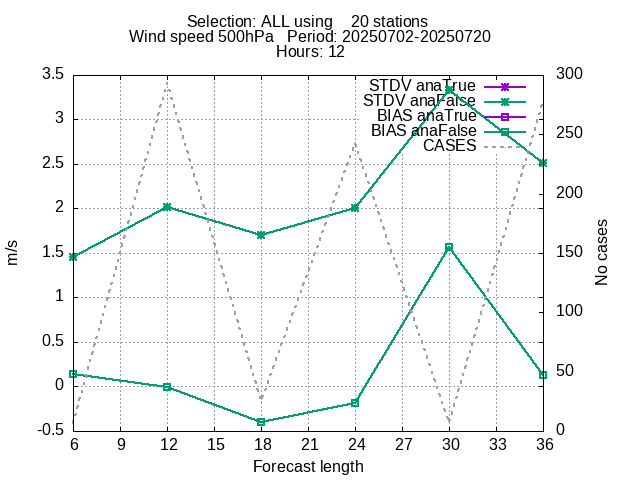 Selection: ALL using    20 stations
Wind speed 500hPa   Period: 20250702-20250720
Hours: 12
3.5
3
2.5
2
1.5
1
0.5
0
-0.5
m/s
STDV anaTrue
STDV anaFalse
BIAS anaTrue
BIAS anaFalse
CASES
300
250
200
150
100
50
0
No cases
6 9 12 15 18 21 24 27 30 33 36
Forecast length